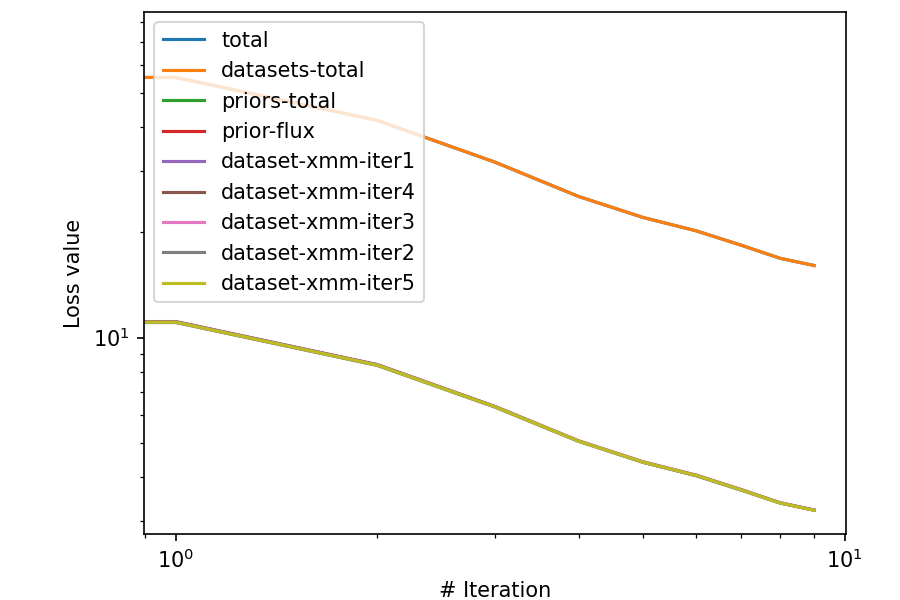 total
datasets-total
priors-total
prior-flux
dataset-xmm-iter1
dataset-xmm-iter4
dataset-xmm-iter3
dataset-xmm-iter2
dataset-xmm-iter5
Loss value
10¹
10⁰
10¹
# Iteration